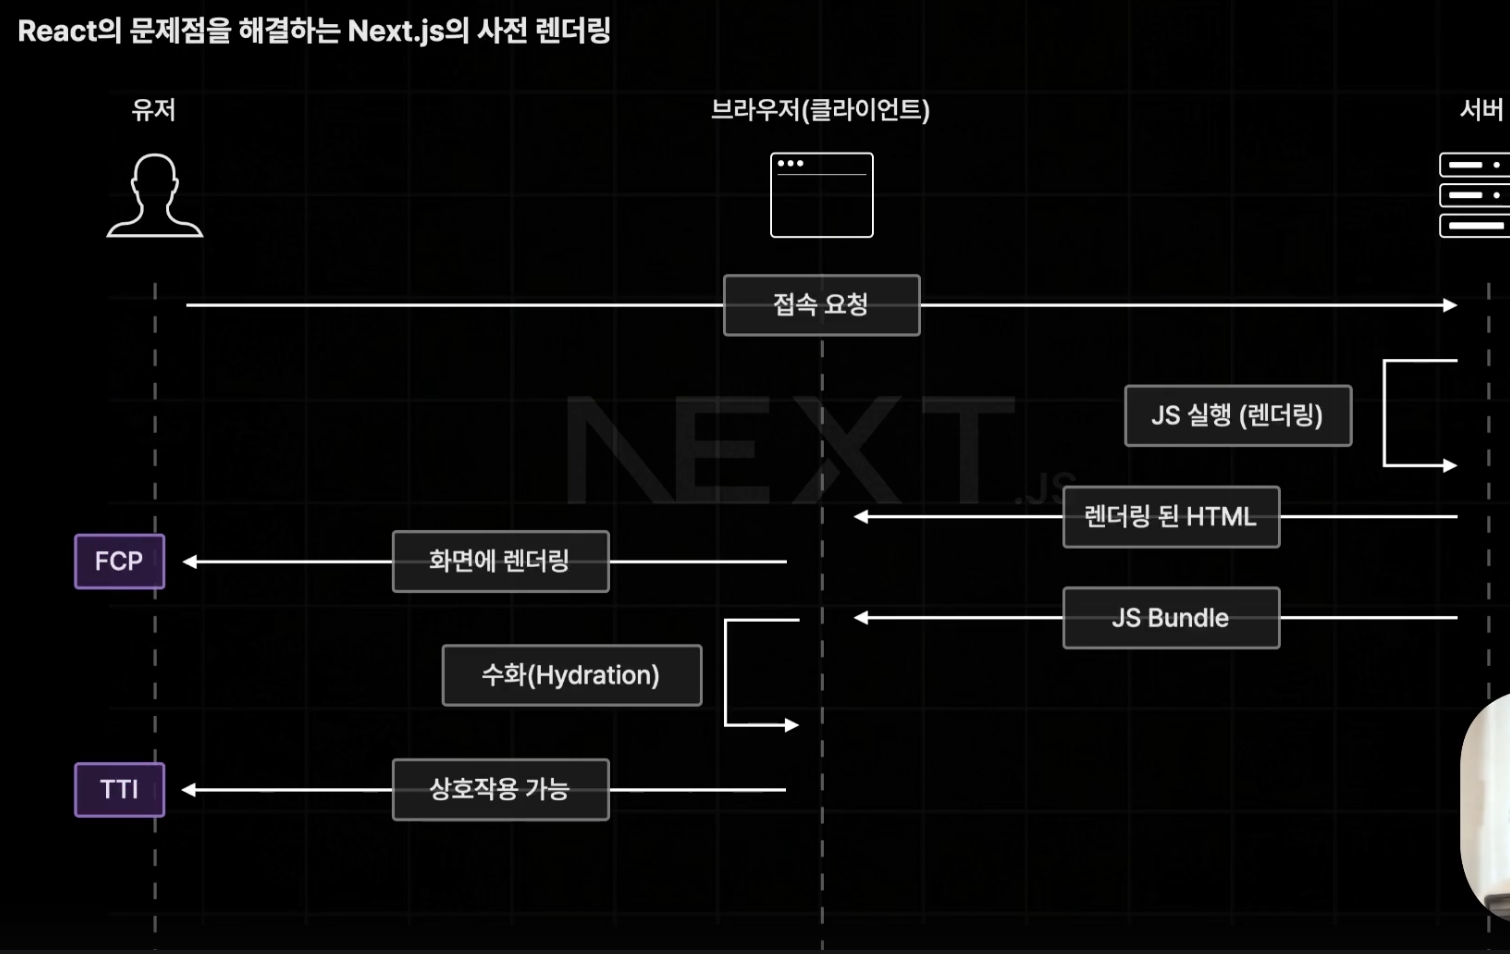 React의 문제점을 해결하는 Next.js의 사전 렌더링
유저
브라우저(클라이언트)
서버
접속 요청
JS 실행 (렌더링)
NEXT.JS
렌더링 된 HTML
FCP
화면에 렌더링
JS Bundle
수화(Hydration)
TTI
상호작용 가능